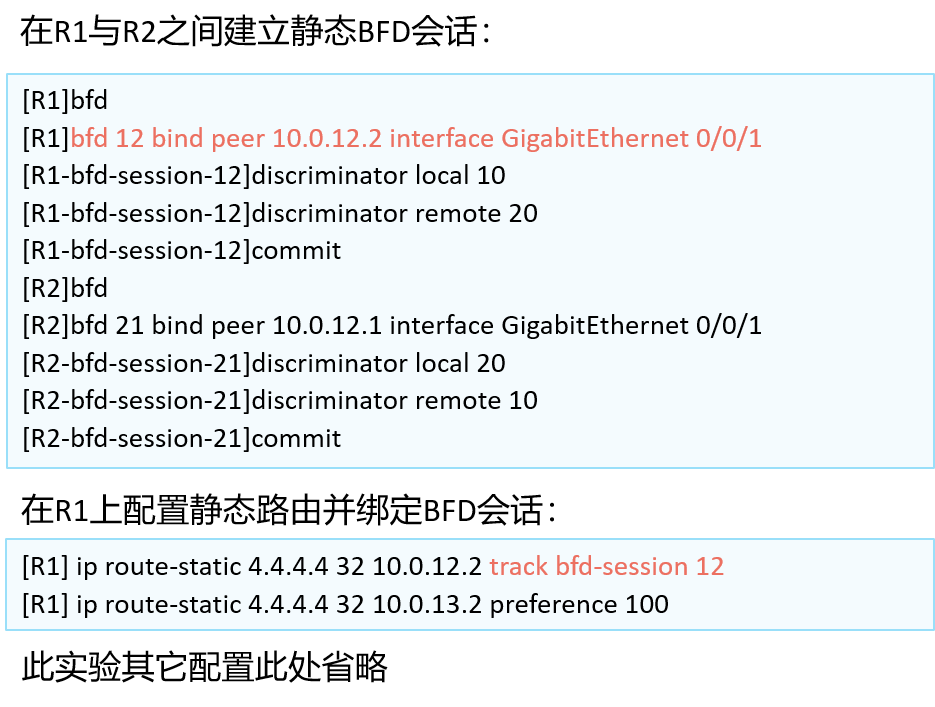 在R1与R2之间建立静态BFD会话：
[R1]bfd
[R1]bfd 12 bind peer 10.0.12.2 interface GigabitEthernet 0/0/1
[R1-bfd-session-12]discriminator local 10
[R1-bfd-session-12]discriminator remote 20
[R1-bfd-session-12]commit
[R2]bfd
[R2]bfd 21 bind peer 10.0.12.1 interface GigabitEthernet 0/0/1
[R2-bfd-session-21]discriminator local 20
[R2-bfd-session-21]discriminator remote 10
[R2-bfd-session-21]commit
在R1上配置静态路由并绑定BFD会话：
[R1] ip route-static 4.4.4.4 32 10.0.12.2 track bfd-session 12
[R1] ip route-static 4.4.4.4 32 10.0.13.2 preference 100
此实验其它配置此处省略